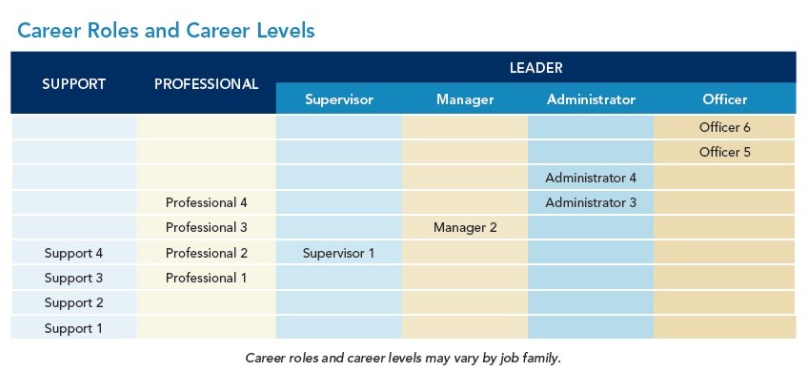 Career Roles and Career Levels
LEADER
SUPPORT PROFESSIONAL
Supervisor Manager Administrator Officer
Officer 6
Officer 5
Administrator 4
Professional 4 Administrator 3
Professional 3 Manager 2
Support 4 Professional 2 Supervisor 1
Support 3 Professional 1
Support 2
Support 1
Career roles and career levels may vary by job family.